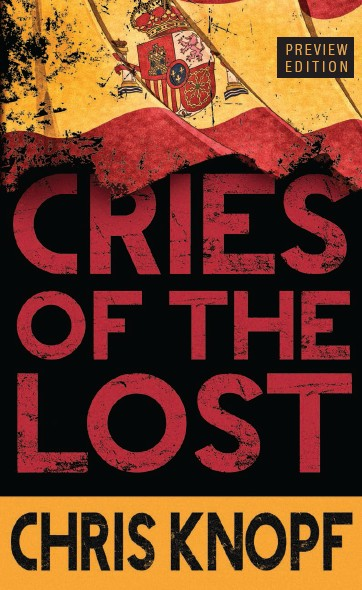 PREVIEW
EDITION
CRIES
OF THE
LOST
CHRIS KNOPF